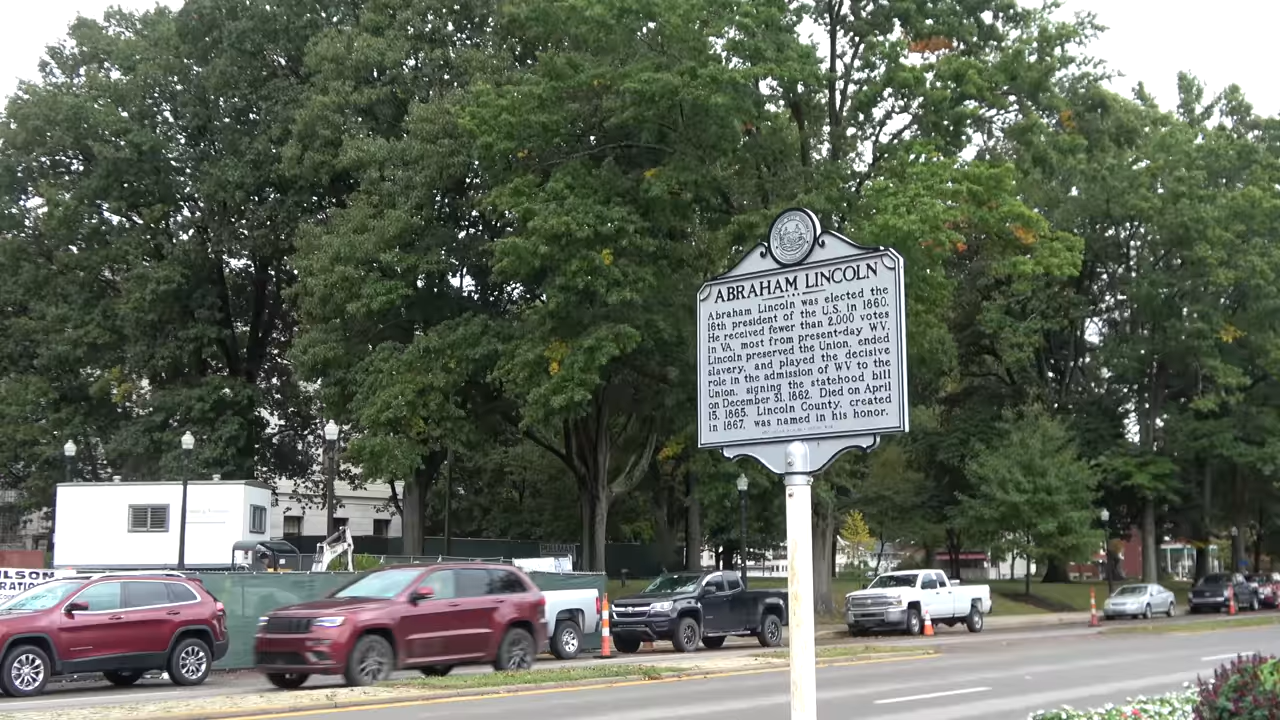 ABRAHAM LINCOLN
Abraham Lincoln was elected the
16th president of the U.S. in 1860.
He received fewer than 2,000 votes
in VA, most from present-day WV.
Lincoln preserved the Union, ended
slavery, and played the decisive
role in the admission of WV to the
Union, signing the statehood bill
on December 31, 1862. Died on April
15, 1865. Lincoln County, created
in 1867, was named in his honor.
PULLMAN